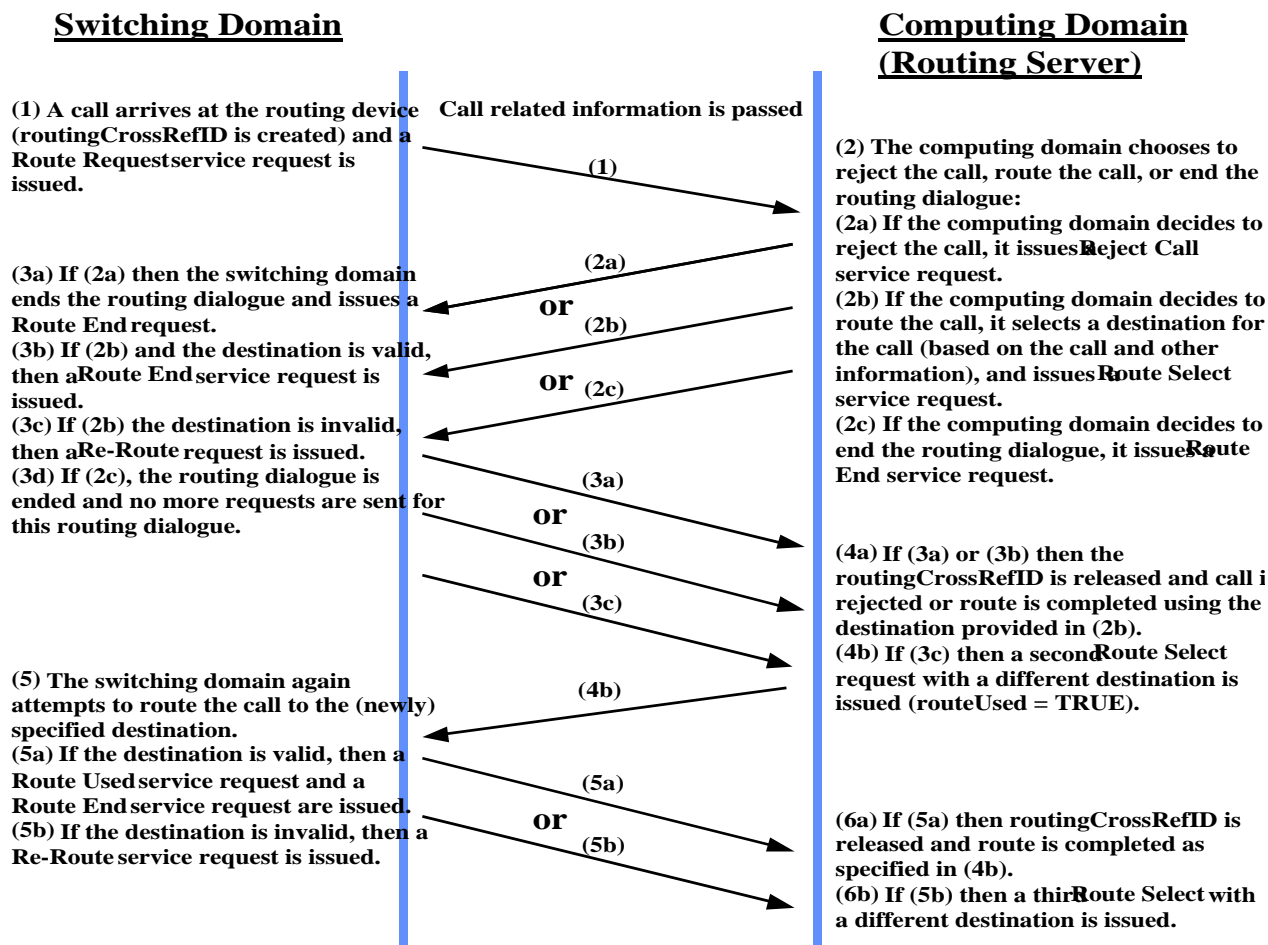 Switching Domain
Computing Domain
(Routing Server)
(1) A call arrives at the routing device
(routingCrossRefID is created) and a
Route Request service request is
issued.
Call related information is passed
(1)
(2) The computing domain chooses to
reject the call, route the call, or end the
routing dialogue:
(2a) If the computing domain decides to
reject the call, it issues a Reject Call
service request.
(2b) If the computing domain decides to
route the call, it selects a destination for
the call (based on the call and other
information), and issues a Route Select
service request.
(2c) If the computing domain decides to
end the routing dialogue, it issues a Route
End service request.
(2a)
or
(2b)
or
(2c)
(3a) If (2a) then the switching domain
ends the routing dialogue and issues a
Route End request.
(3b) If (2b) and the destination is valid,
then a Route End service request is
issued.
(3c) If (2b) the destination is invalid,
then a Re-Route request is issued.
(3d) If (2c), the routing dialogue is
ended and no more requests are sent for
this routing dialogue.
(3a)
or
(3b)
or
(3c)
(4a) If (3a) or (3b) then the
routingCrossRefID is released and call i
rejected or route is completed using the
destination provided in (2b).
(4b) If (3c) then a second Route Select
request with a different destination is
issued (routeUsed = TRUE).
(4b)
(5) The switching domain again
attempts to route the call to the (newly)
specified destination.
(5a) If the destination is valid, then a
Route Used service request and a
Route End service request are issued.
(5b) If the destination is invalid, then a
Re-Route service request is issued.
(5a)
or
(5b)
(6a) If (5a) then routingCrossRefID is
released and route is completed as
specified in (4b).
(6b) If (5b) then a third Route Select with
a different destination is issued.